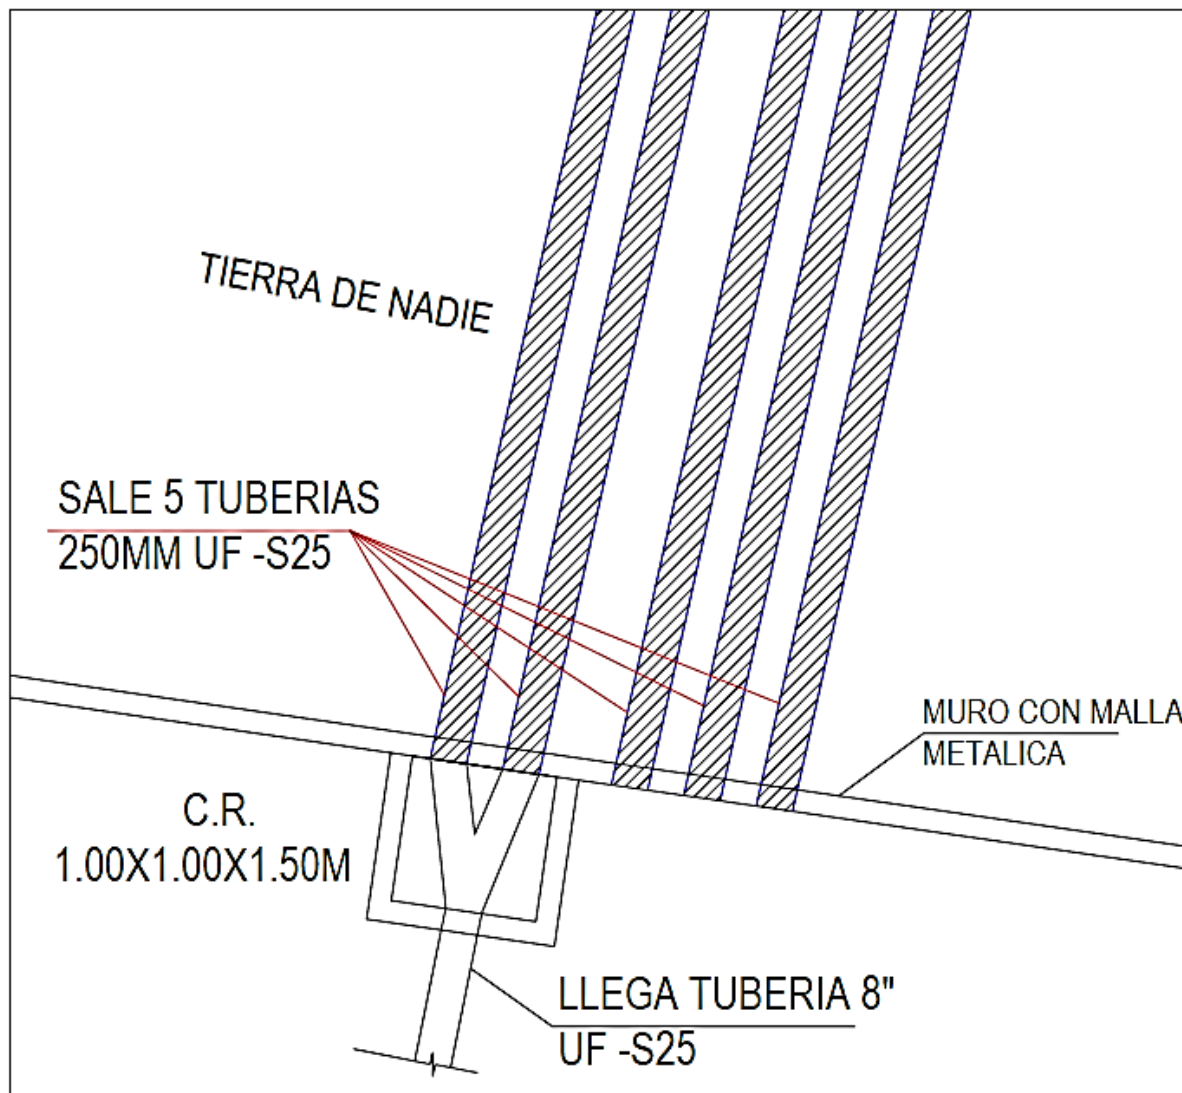 TIERRA DE NADIE
SALE 5 TUBERIAS
250MM UF -S25
MURO CON MALLA
METALICA
C.R.
1.00X1.00X1.50M
LLEGA TUBERIA 8"
UF -S25